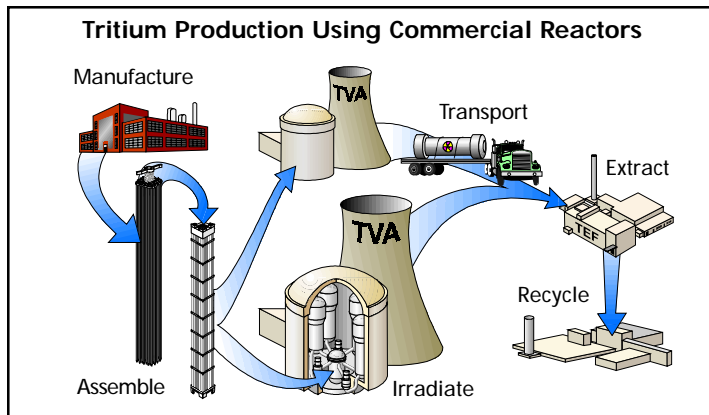 Tritium Production Using Commercial Reactors
Manufacture
TVA
Transport
Extract
TVA
TEF
Recycle
Assemble
Irradiate